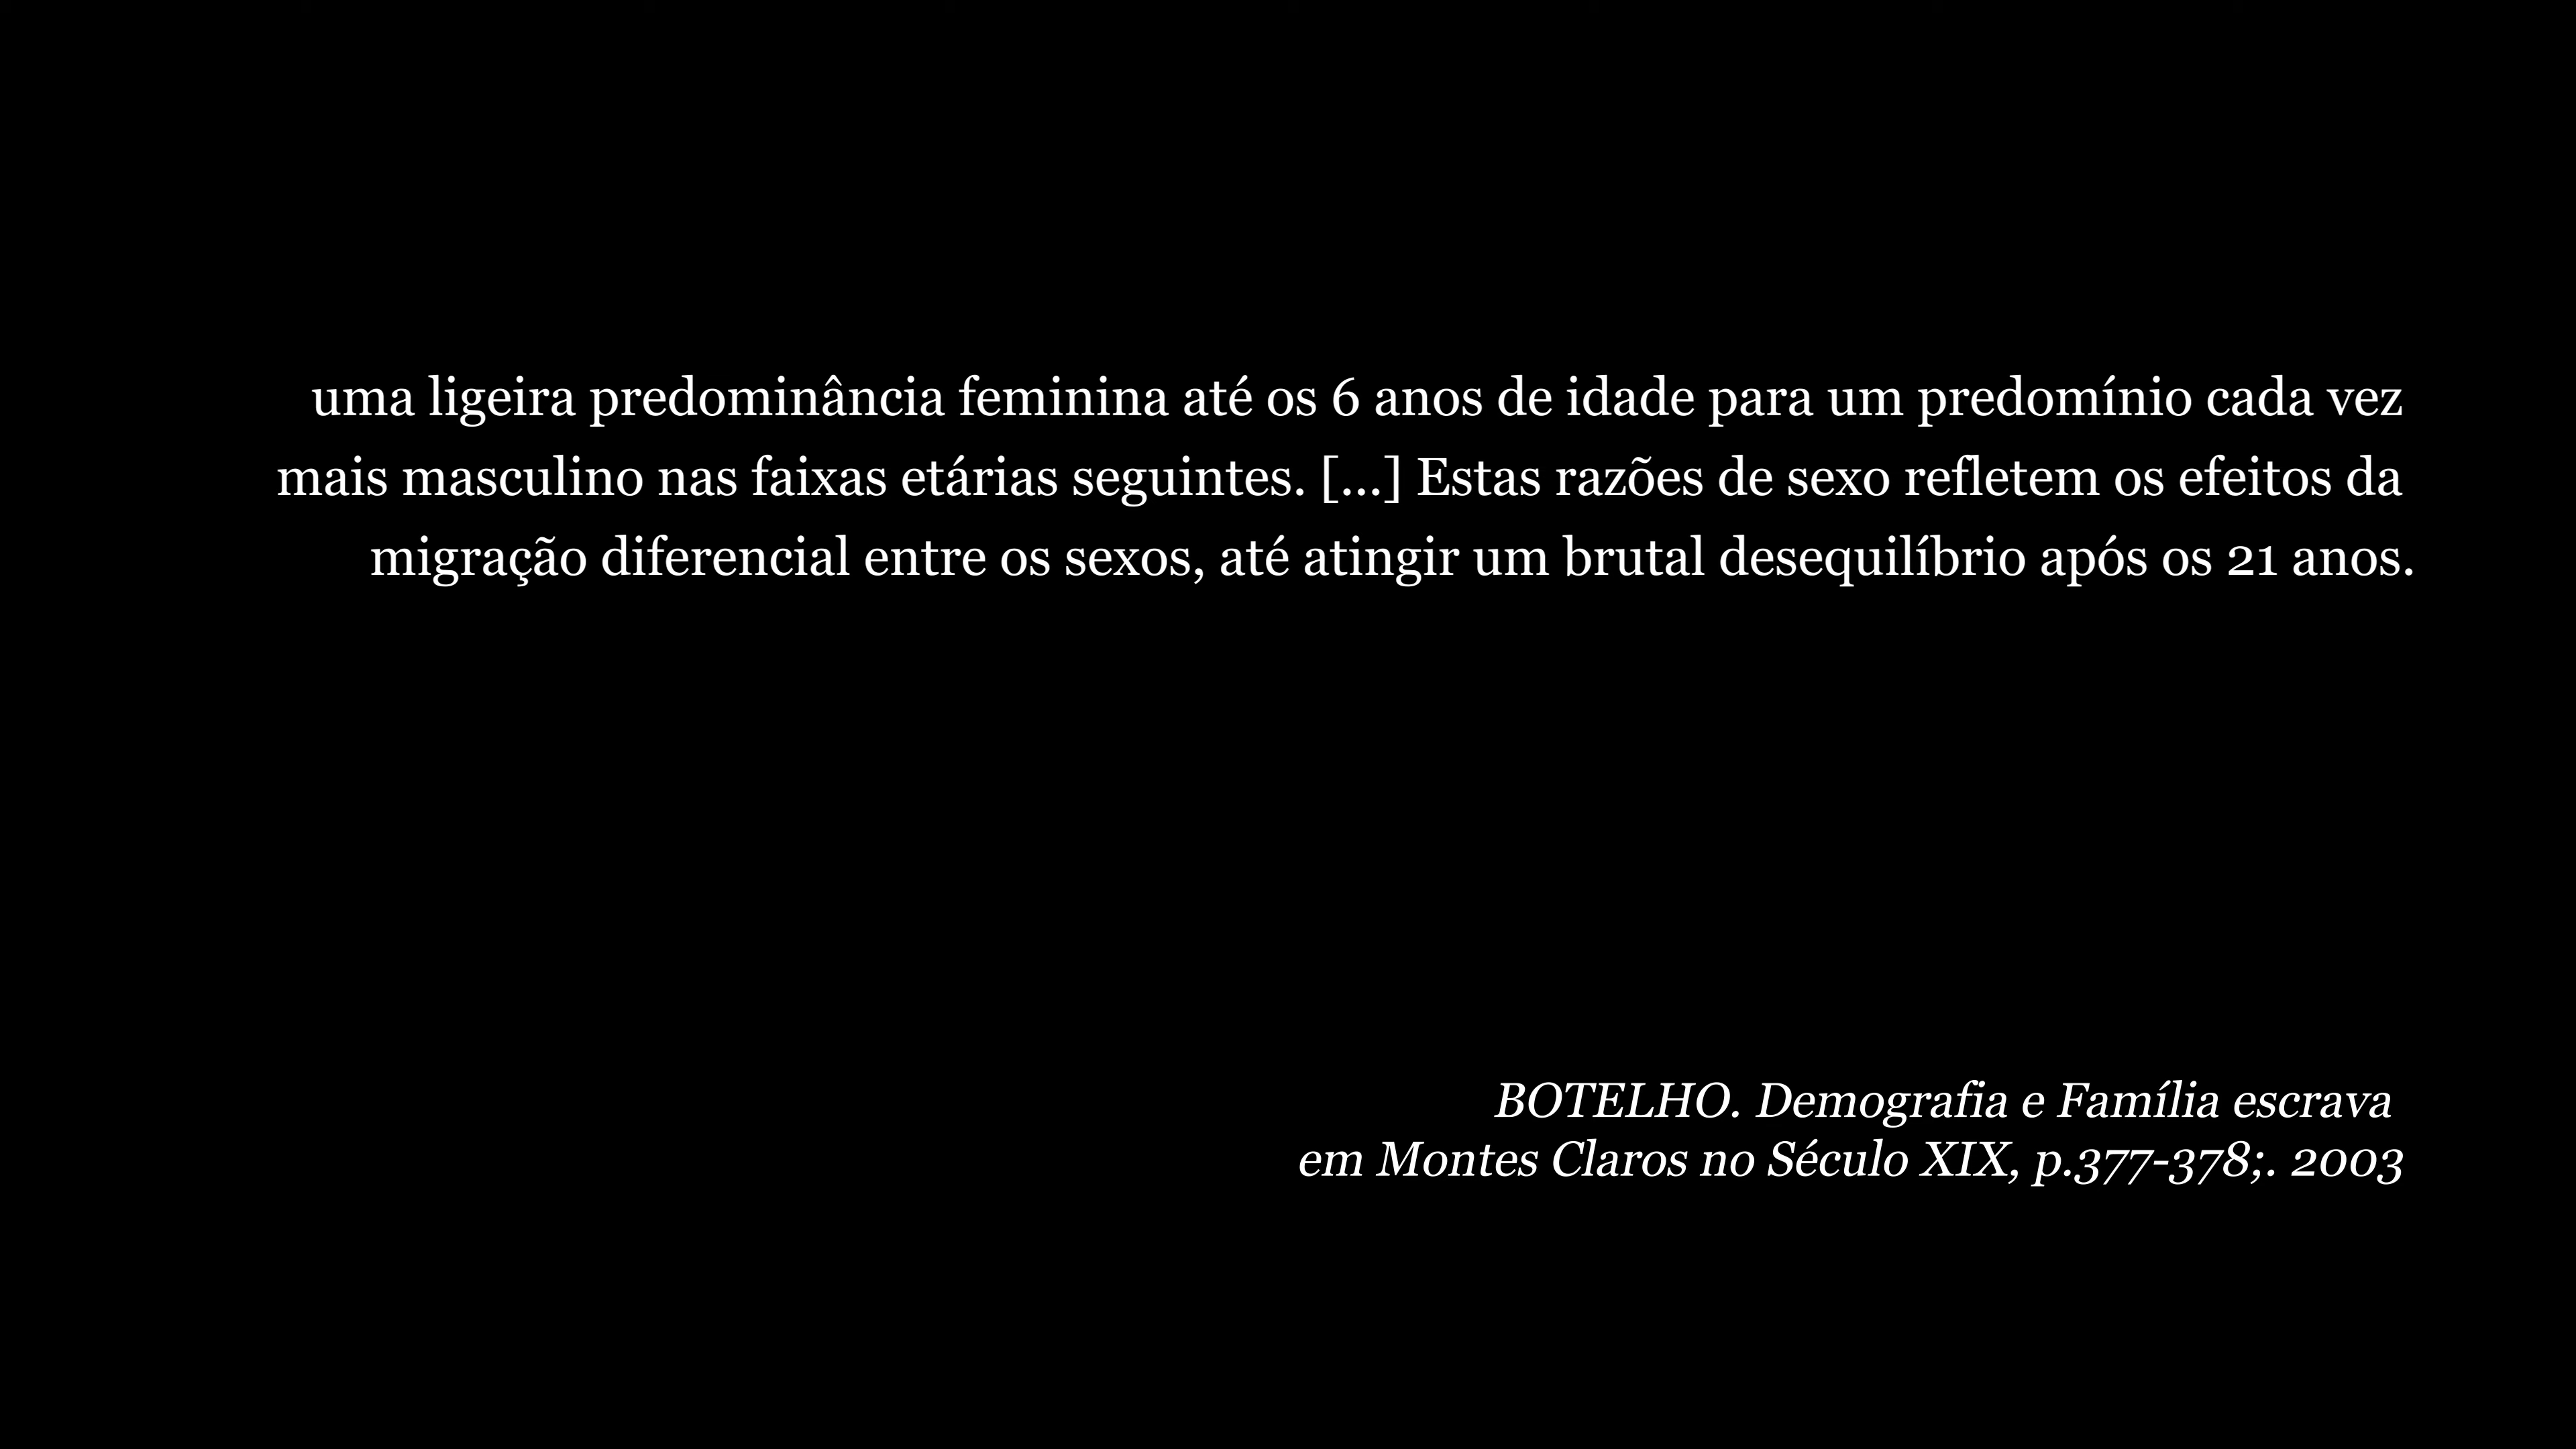 uma ligeira predominância feminina até os 6 anos de idade para um predomínio cada vez
mais masculino nas faixas etárias seguintes. [...] Estas razões de sexo refletem os efeitos da
migração diferencial entre os sexos, até atingir um brutal desequilíbrio após os 21 anos.
BOTELHO. Demografia e Família escrava
em Montes Claros no Século XIX, p.377-378;. 2003